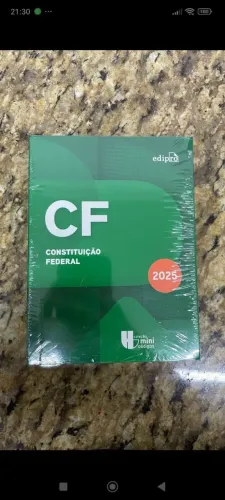 21:30
edipro
CF
CONSTITUIÇÃO
FEDERAL
2025
mini